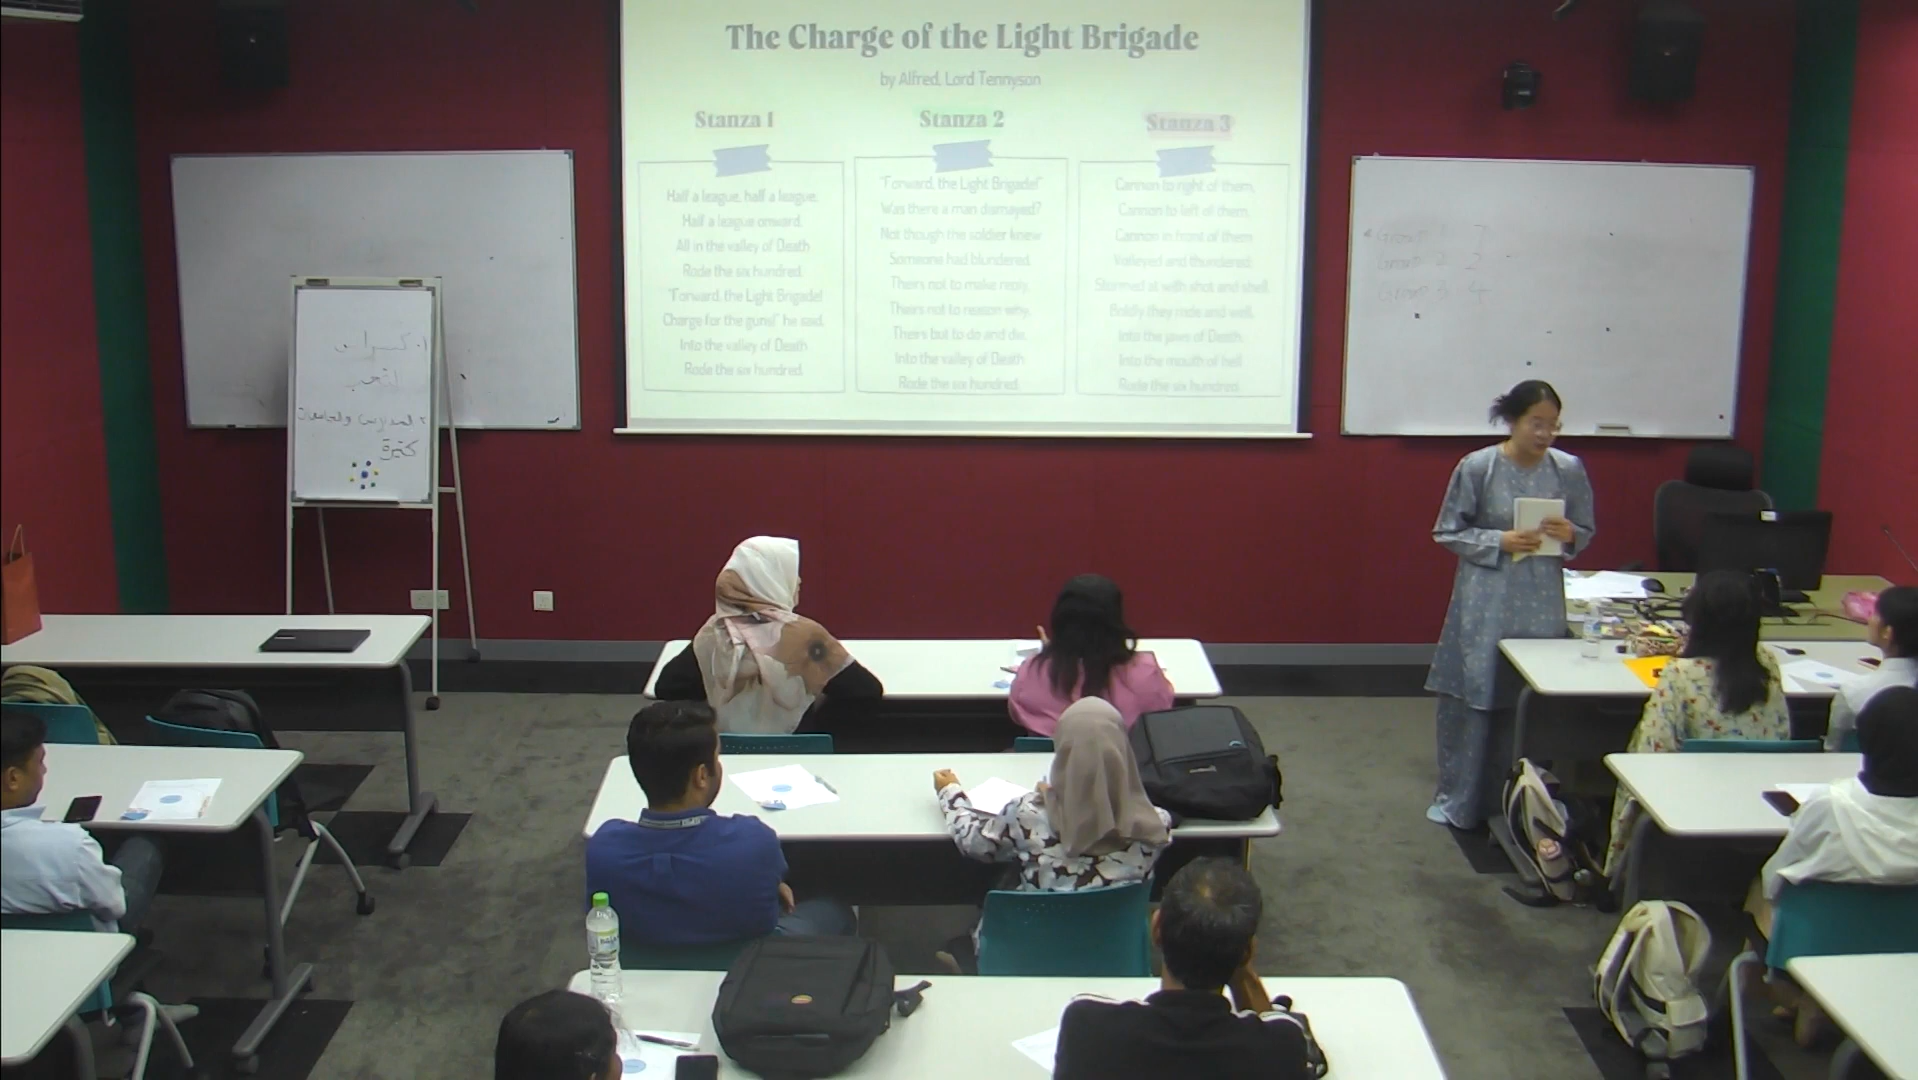 The Charge of the Light Brigade
by Alfred, Lord Tennyson
Stanza 1
Half a league, half a league,
Half a league onward,
All in the valley of Death
Rode the six hundred.
"Forward, the Light Brigade!
Charge for the guns!" he said.
Into the valley of Death
Rode the six hundred.
Stanza 2
"Forward, the Light Brigade!"
Was there a man dismayed?
Not though the soldier knew
Someone had blundered.
Theirs not to make reply,
Theirs not to reason why,
Theirs but to do and die.
Into the valley of Death
Rode the six hundred.
Stanza 3
Cannon to right of them,
Cannon to left of them,
Cannon in front of them
Volleyed and thundered;
Stormed at with shot and shell,
Boldly they rode and well,
Into the jaws of Death,
Into the mouth of hell
Rode the six hundred.
Group 1 7
Group 2 2
Group 3 4
٢ المدارس والجامعات
كثيرة